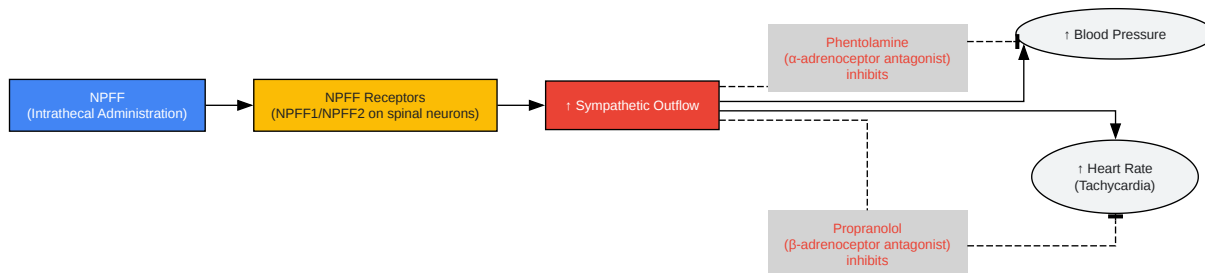 NPFF
(Intrathecal Administration)
NPFF Receptors
(NPFF1/NPFF2 on spinal neurons)
↑ Sympathetic Outflow
Phentolamine
(α-adrenoceptor antagonist)
inhibits
↑ Blood Pressure
↑ Heart Rate
(Tachycardia)
Propranolol
(β-adrenoceptor antagonist)
inhibits